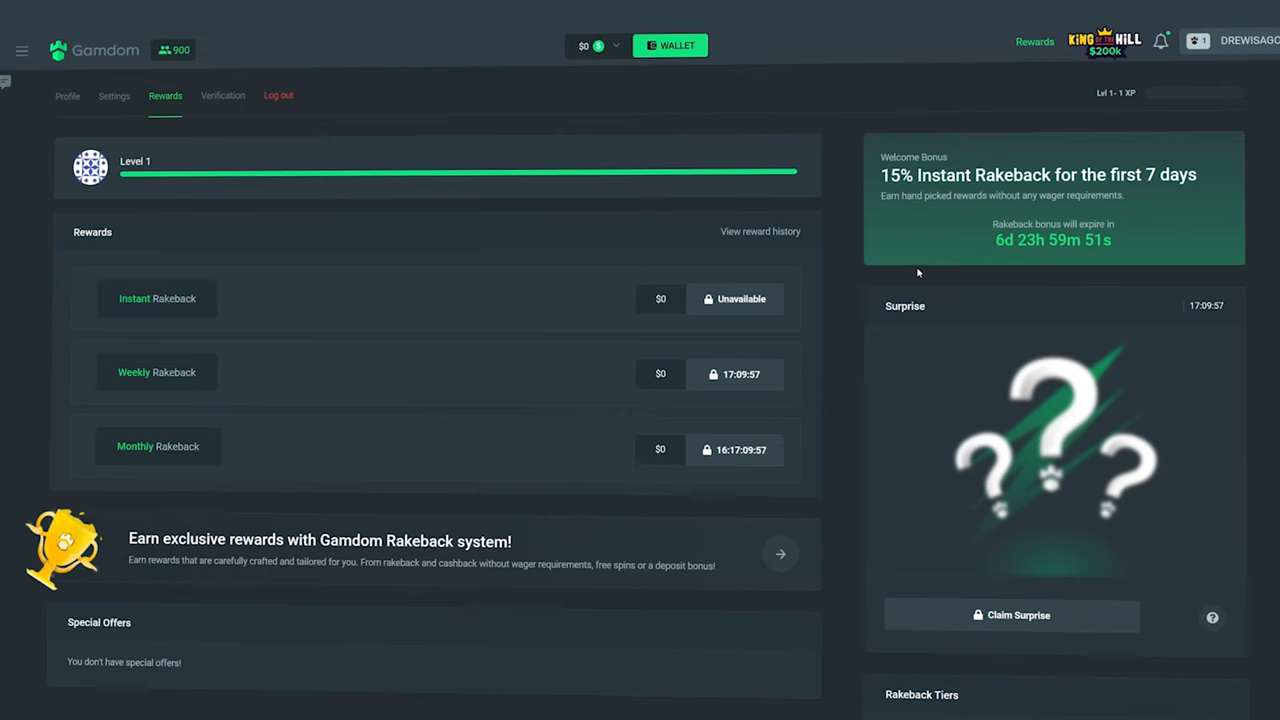 Gamdom
900
$0
WALLET
Rewards
KING OF THE HILL
$200k
1
DREWISAGO
Profile
Settings
Rewards
Verification
Log out
Lvl 1- 1 XP
Level 1
Rewards
View reward history
Instant Rakeback
$0
Unavailable
Weekly Rakeback
$0
17:09:57
Monthly Rakeback
$0
16:17:09:57
Earn exclusive rewards with Gamdom Rakeback system!
Earn rewards that are carefully crafted and tailored for you. From rakeback and cashback without wager requirements, free spins or a deposit bonus!
Special Offers
You don't have special offers!
Welcome Bonus
15% Instant Rakeback for the first 7 days
Earn hand picked rewards without any wager requirements.
Rakeback bonus will expire in
6d 23h 59m 51s
Surprise
17:09:57
???
Claim Surprise
?
Rakeback Tiers